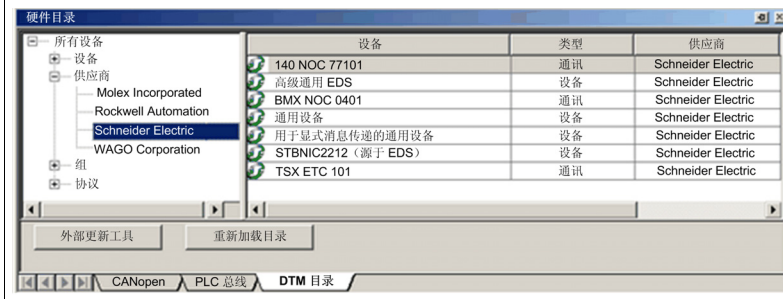 硬件目录
所有设备
设备
供应商
Molex Incorporated
Rockwell Automation
Schneider Electric
WAGO Corporation
组
协议
设备 类型 供应商
140 NOC 77101 通讯 Schneider Electric
高级通用 EDS 设备 Schneider Electric
BMX NOC 0401 通讯 Schneider Electric
通用设备 设备 Schneider Electric
用于显式消息传递的通用设备 设备 Schneider Electric
STBNIC2212（源于 EDS） 设备 Schneider Electric
TSX ETC 101 通讯 Schneider Electric
外部更新工具 重新加载目录
CANopen PLC 总线 DTM 目录